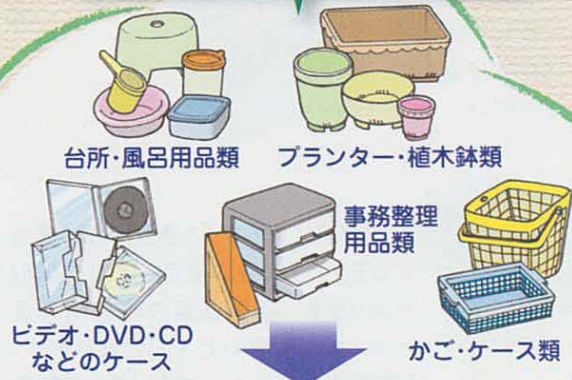 台所・風呂用品類
プランター・植木鉢類
事務整理
用品類
ビデオ・DVD・CD
などのケース
かご・ケース類